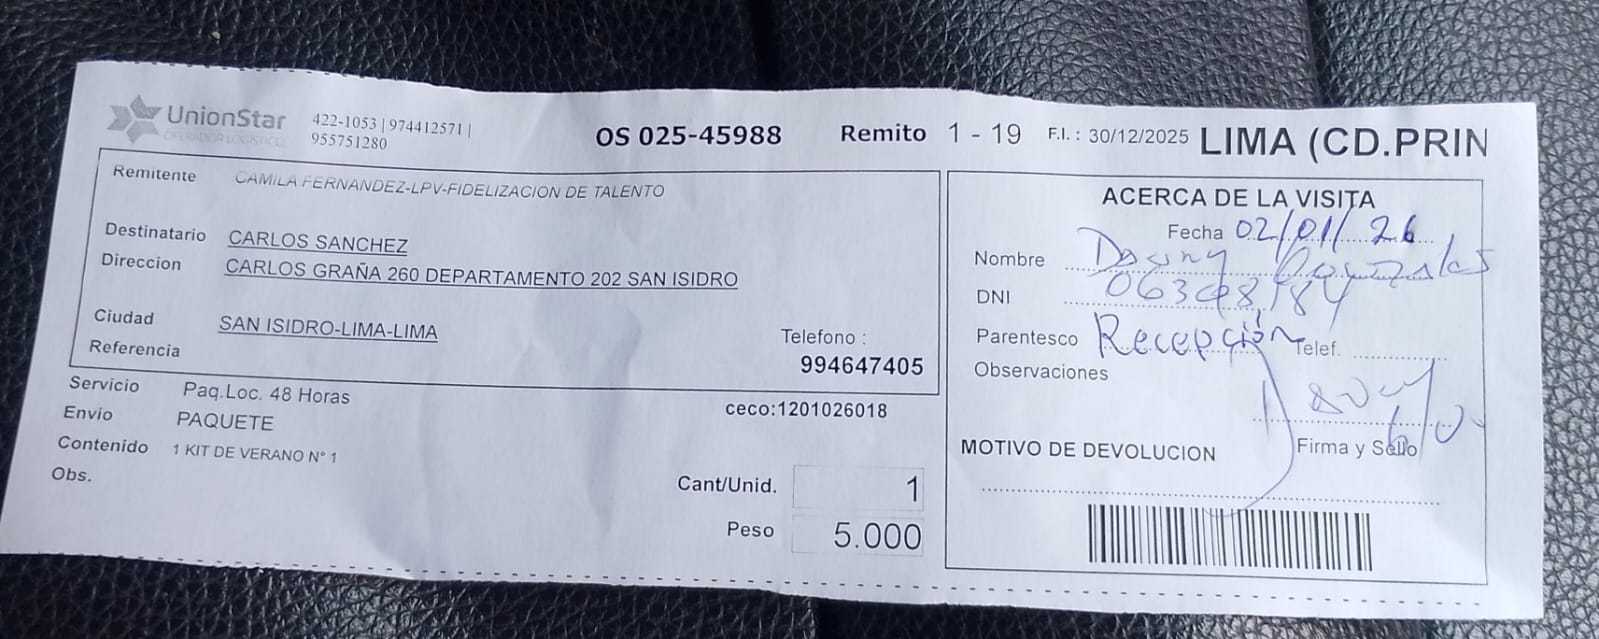 UnionStar
OPERADOR LOGISTICO
422-1053 | 974412571 |
955751280
OS 025-45988 Remito 1 - 19 F.I. : 30/12/2025 LIMA (CD.PRIN
Remitente CAMILA FERNANDEZ-LPV-FIDELIZACION DE TALENTO
Destinatario CARLOS SANCHEZ
Direccion CARLOS GRAÑA 260 DEPARTAMENTO 202 SAN ISIDRO
Ciudad SAN ISIDRO-LIMA-LIMA
Referencia
Telefono :
994647405
Servicio Paq.Loc. 48 Horas
Envio PAQUETE
Contenido 1 KIT DE VERANO N° 1
Obs.
ceco:1201026018
Cant/Unid. 1
Peso 5.000
ACERCA DE LA VISITA
Fecha 02/01/26
Nombre
DNI
Parentesco Recepción Telef.
Observaciones
Firma y Sello
MOTIVO DE DEVOLUCION